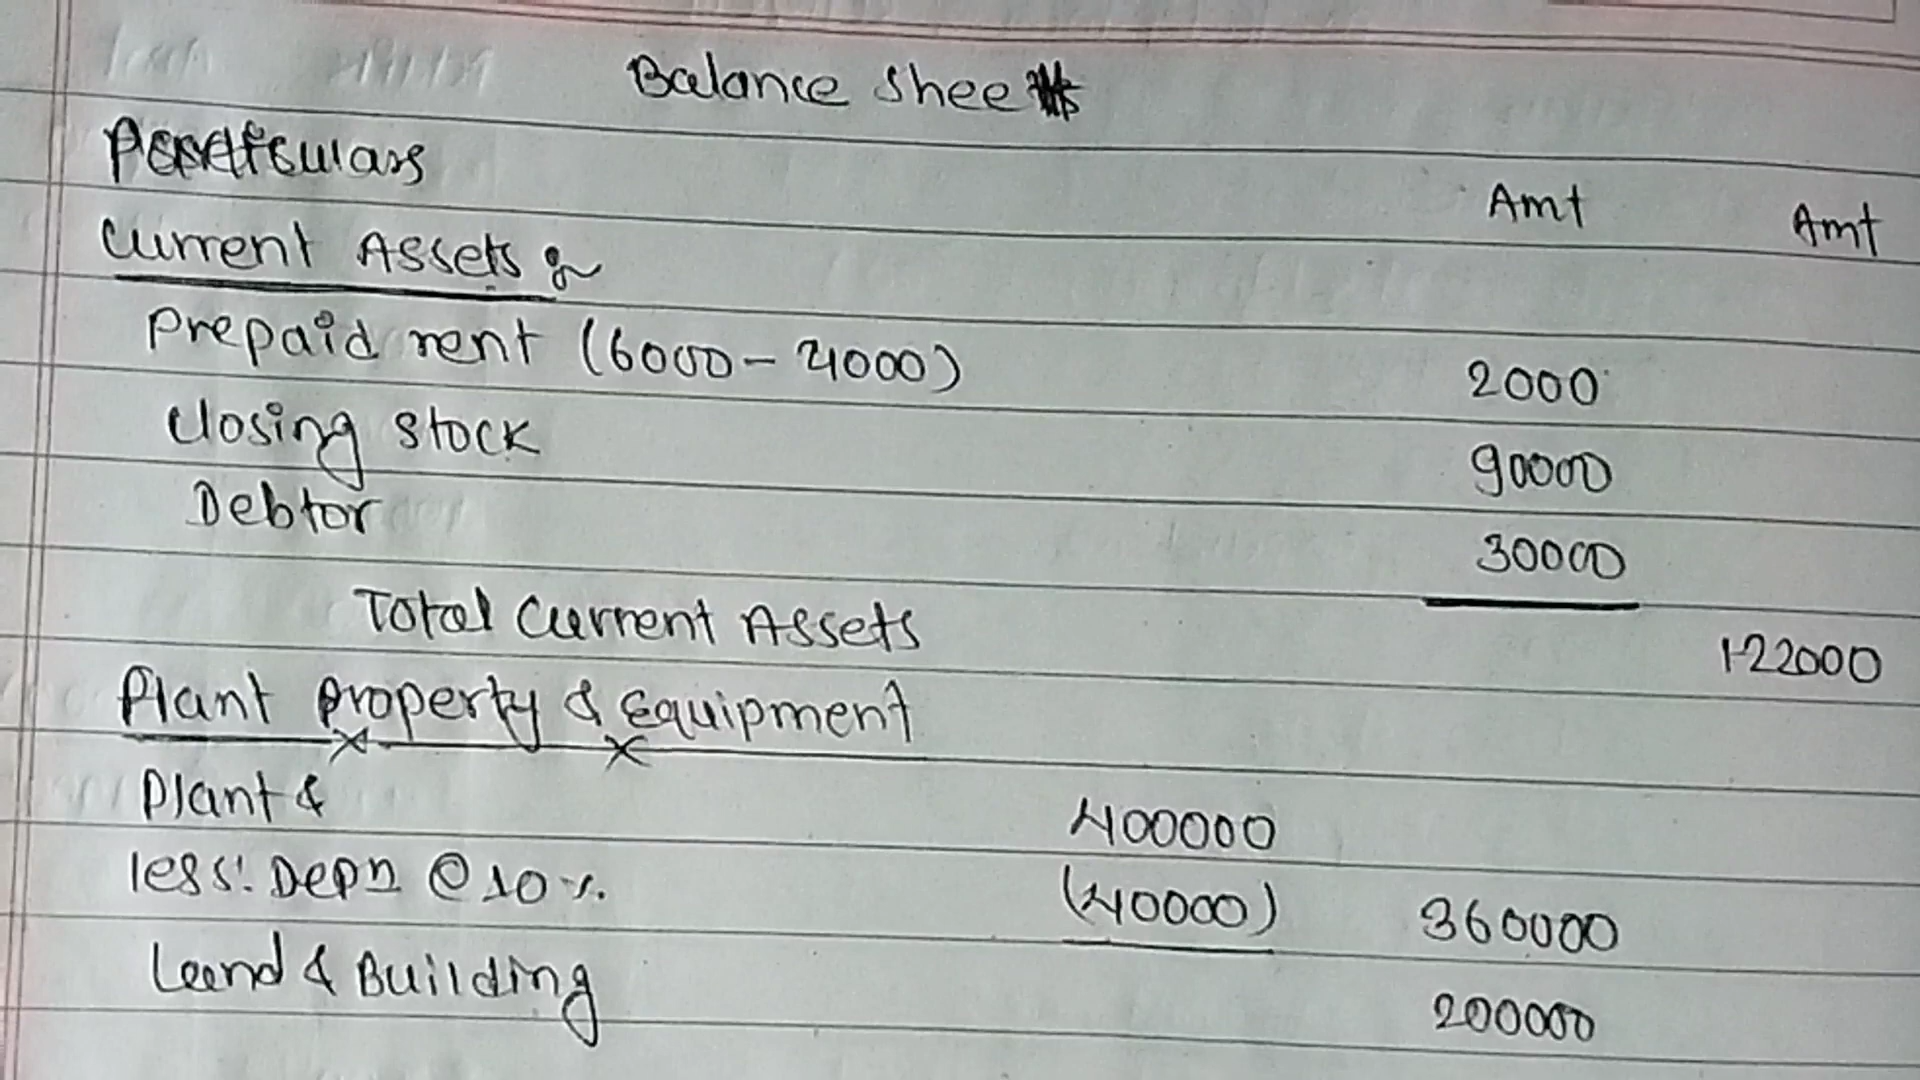 Balance Sheet
Particulars
Amt Amt
Current Assets :-
Prepaid rent (6000-4000) 2000
Closing stock 90000
Debtor 30000
Total Current Assets 122000
Plant Property & Equipment
Plant & 400000
less: Depn @ 10%. (40000) 360000
Land & Building 200000